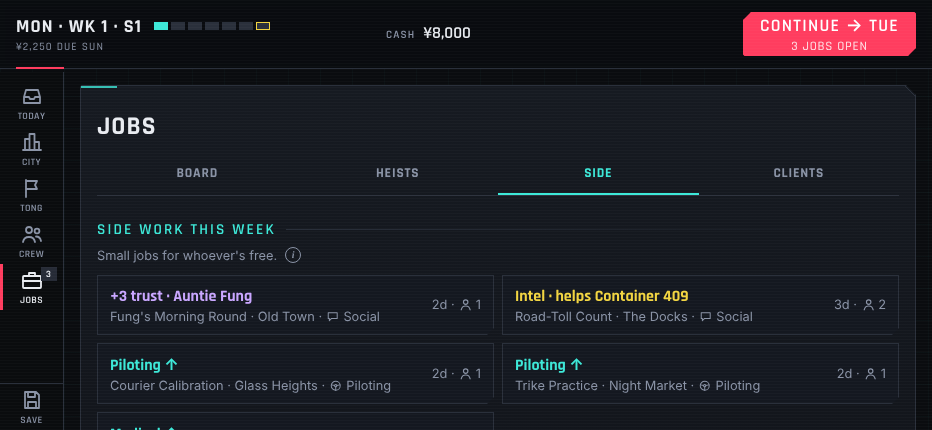 MON · WK 1 · S1
¥2,250 DUE SUN
CASH ¥8,000
CONTINUE → TUE
3 JOBS OPEN
TODAY
CITY
TONG
CREW
3
JOBS
SAVE
JOBS
BOARD HEISTS SIDE CLIENTS
SIDE WORK THIS WEEK
Small jobs for whoever's free. i
+3 trust · Auntie Fung
Fung's Morning Round · Old Town · Social
2d · 1
Intel · helps Container 409
Road-Toll Count · The Docks · Social
3d · 2
Piloting ↑
Courier Calibration · Glass Heights · Piloting
2d · 1
Piloting ↑
Trike Practice · Night Market · Piloting
2d · 1